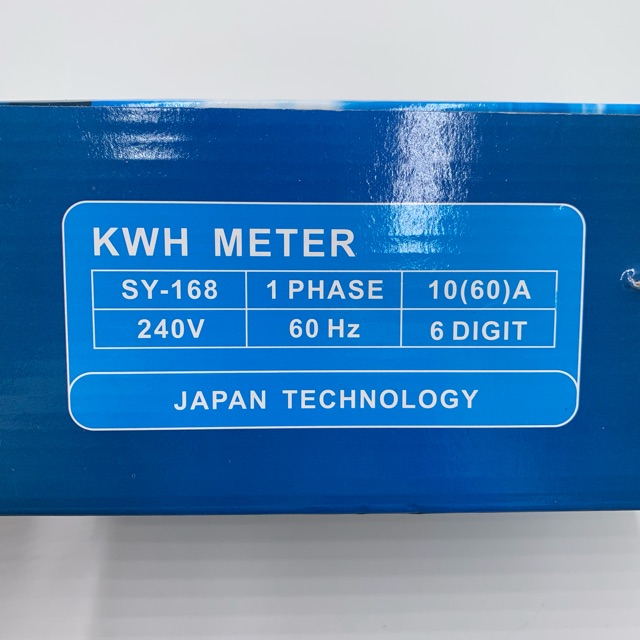 KWH METER
SY-168 1 PHASE 10(60)A
240V 60 Hz 6 DIGIT
JAPAN TECHNOLOGY